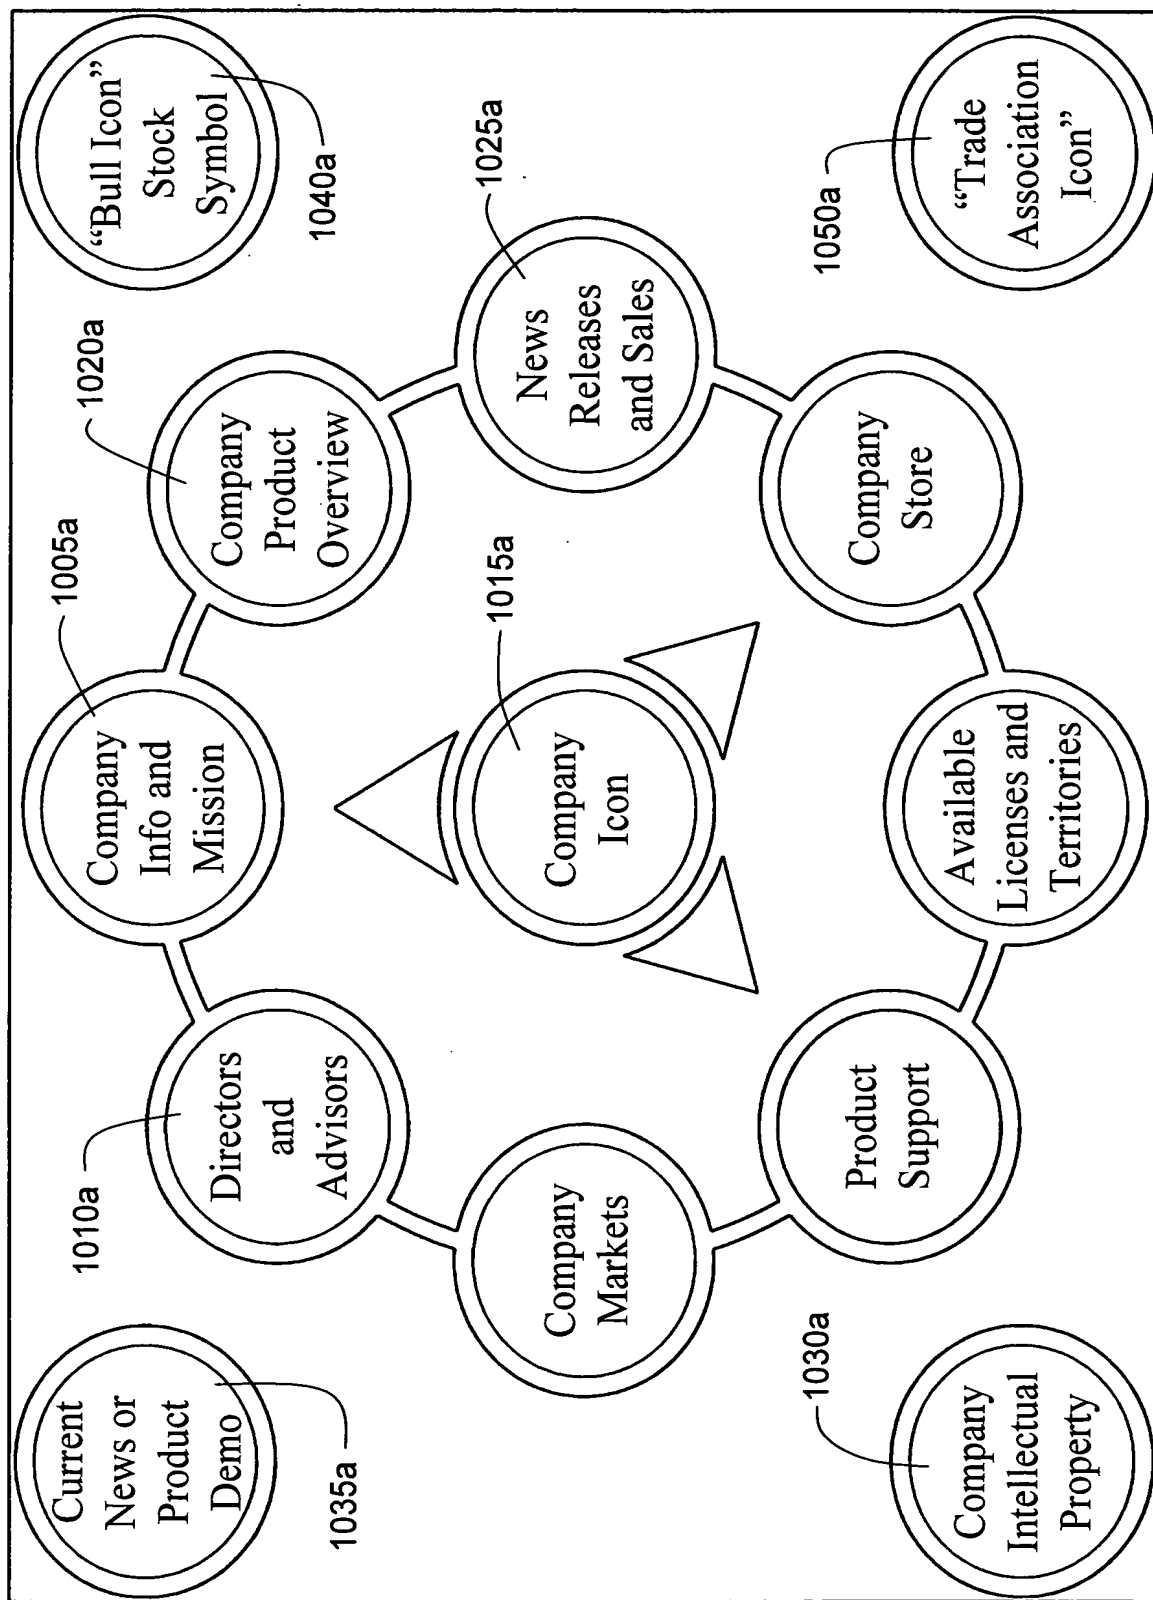 Current
News or
Product
Demo
1035a
Company
Info and
Mission
1005a
"Bull Icon"
Stock
Symbol
1040a
Directors
and
Advisors
1010a
Company
Product
Overview
1020a
Company
Markets
Company
Icon
1015a
News
Releases
and Sales
1025a
Product
Support
Company
Store
Company
Intellectual
Property
1030a
Available
Licenses and
Territories
"Trade
Association
Icon"
1050a